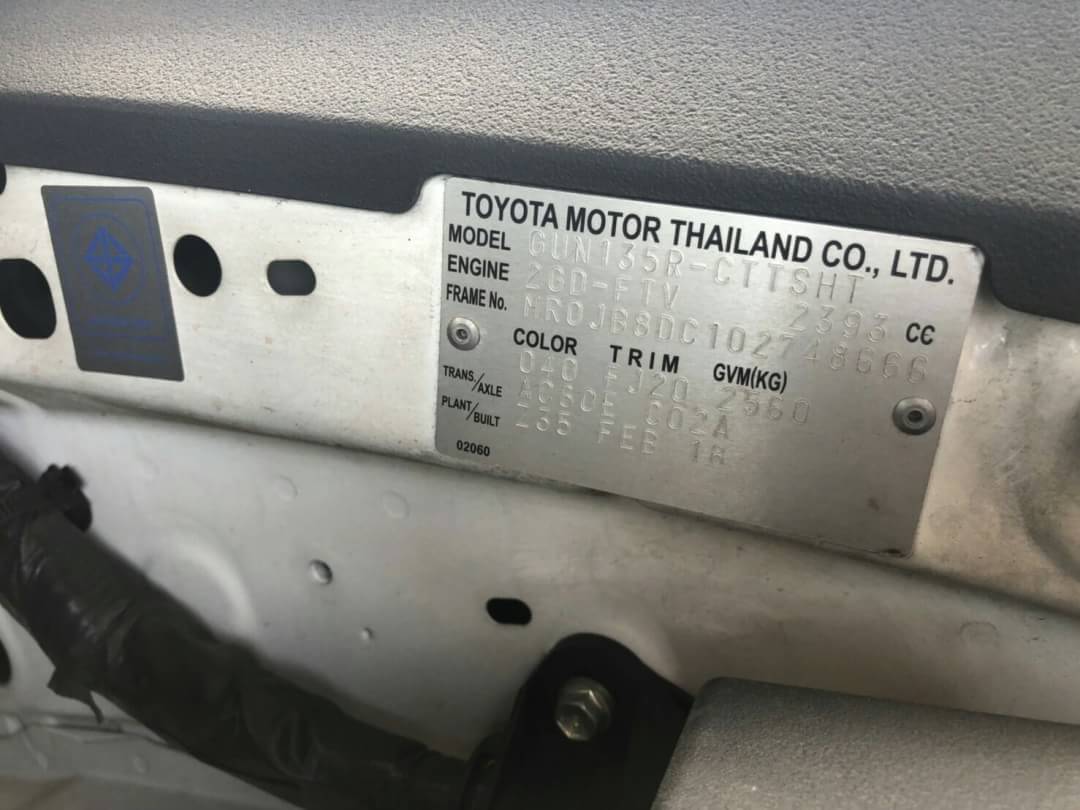 TOYOTA MOTOR THAILAND CO., LTD.
MODEL GUN135R-CTTSHT
ENGINE 2GD-FTV 2393 CC
FRAME No. MR0JB8DC102748666
COLOR TRIM GVM(KG)
040 FJ20 2560
TRANS/AXLE AC60E C02A
PLANT/BUILT FEB 18
02060